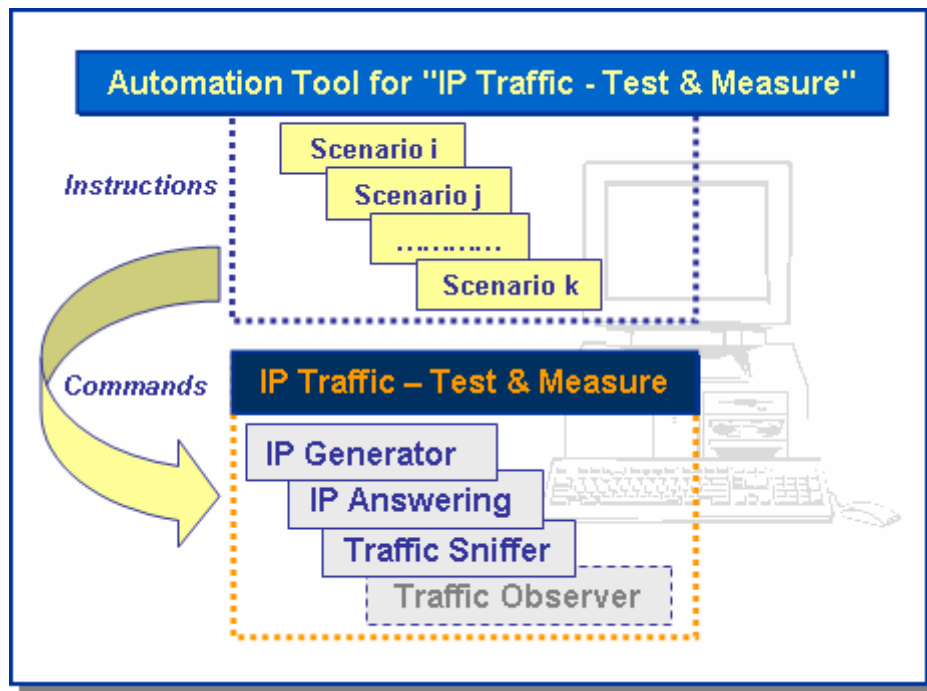 Automation Tool for "IP Traffic - Test & Measure"
Instructions
Scenario i
Scenario j
............
Scenario k
Commands
IP Traffic – Test & Measure
IP Generator
IP Answering
Traffic Sniffer
Traffic Observer